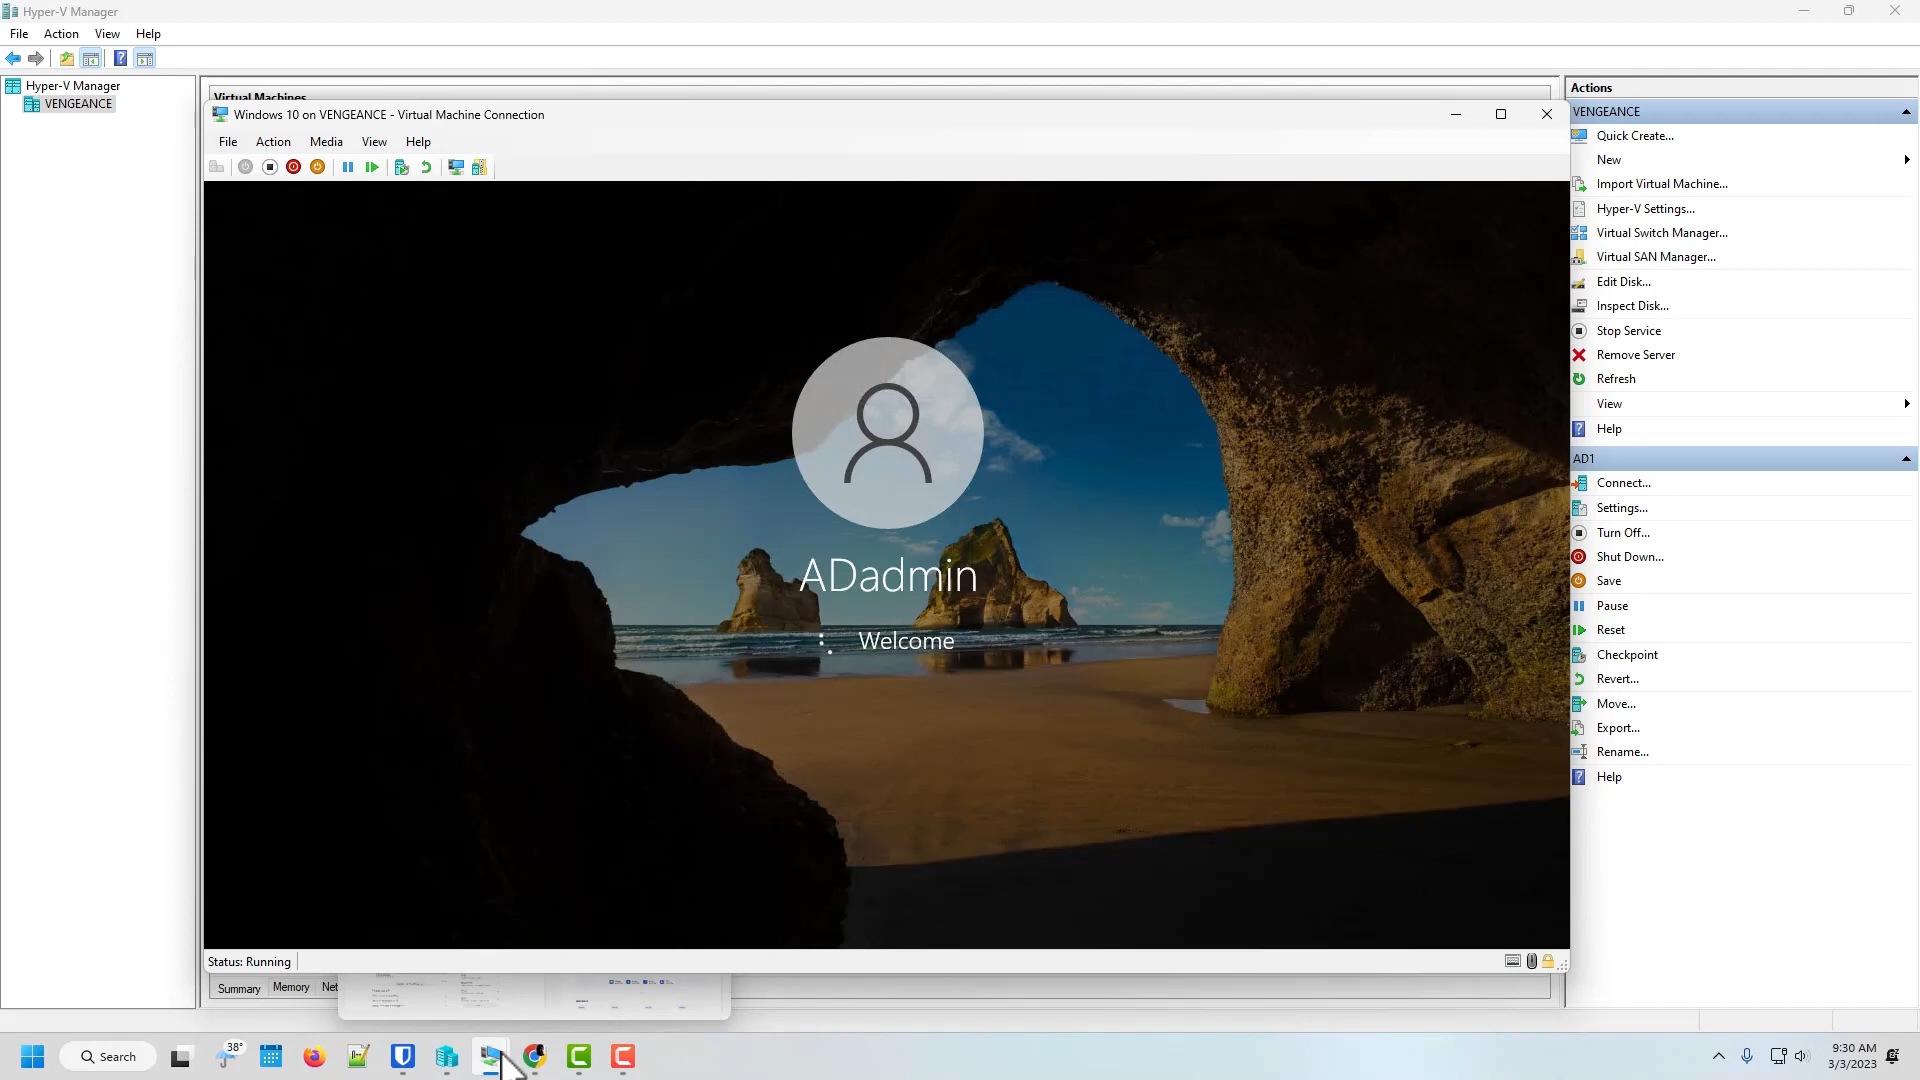 Hyper-V Manager
File Action View Help
Hyper-V Manager
VENGEANCE
Virtual Machines
Windows 10 on VENGEANCE - Virtual Machine Connection
File Action Media View Help
ADadmin
Welcome
Status: Running
Summary Memory Net
Actions
VENGEANCE
Quick Create...
New
Import Virtual Machine...
Hyper-V Settings...
Virtual Switch Manager...
Virtual SAN Manager...
Edit Disk...
Inspect Disk...
Stop Service
Remove Server
Refresh
View
Help
AD1
Connect...
Settings...
Turn Off...
Shut Down...
Save
Pause
Reset
Checkpoint
Revert...
Move...
Export...
Rename...
Help
Search
38°
9:30 AM
3/3/2023